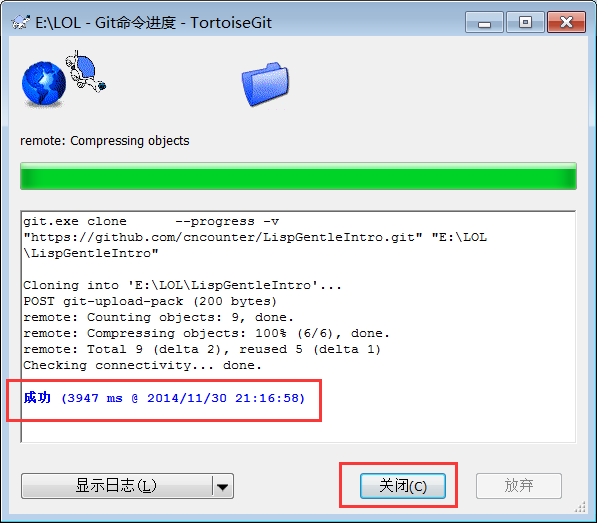 E:\LOL - Git命令进度 - TortoiseGit
remote: Compressing objects
git.exe clone      --progress -v
"https://github.com/cncounter/LispGentleIntro.git" "E:\LOL
\LispGentleIntro"
Cloning into 'E:\LOL\LispGentleIntro'...
POST git-upload-pack (200 bytes)
remote: Counting objects: 9, done.
remote: Compressing objects: 100% (6/6), done.
remote: Total 9 (delta 2), reused 5 (delta 1)
Checking connectivity... done.
成功 (3947 ms @ 2014/11/30 21:16:58)
显示日志(L)
关闭(C)
放弃